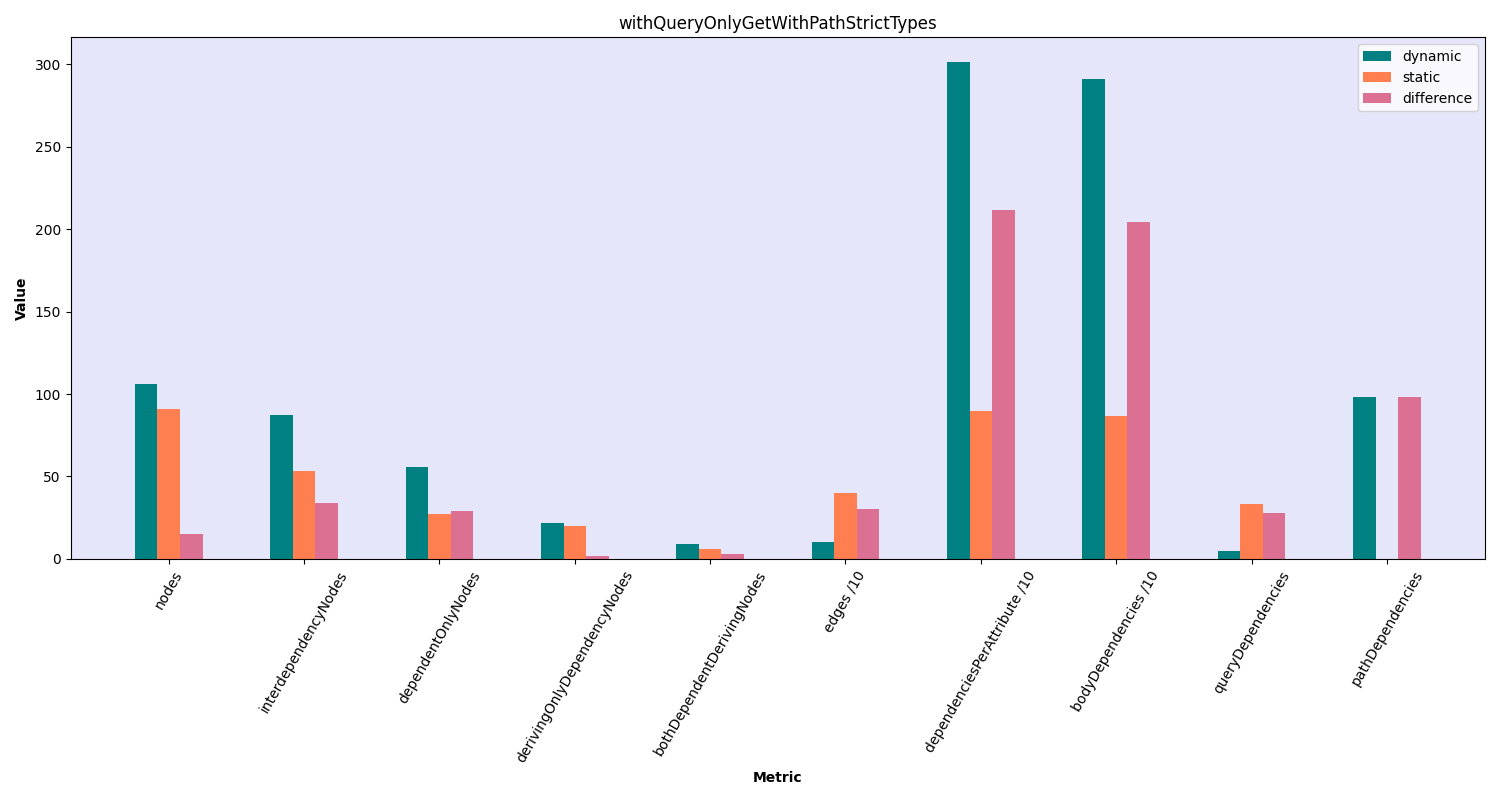 withQueryOnlyGetWithPathStrictTypes
dynamic
static
difference
Value
300
250
200
150
100
50
0
nodes
interdependencyNodes
dependentOnlyNodes
derivingOnlyDependencyNodes
bothDependentDerivingNodes
edges /10
dependenciesPerAttribute /10
bodyDependencies /10
queryDependencies
pathDependencies
Metric